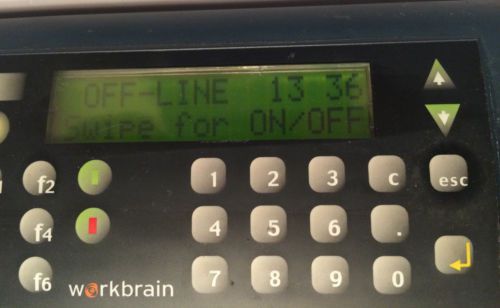 OFF-LINE 13 36
Swipe for ON/OFF
f2 1 2 3 c esc
f4 4 5 6 .
f6 7 8 9 0
workbrain